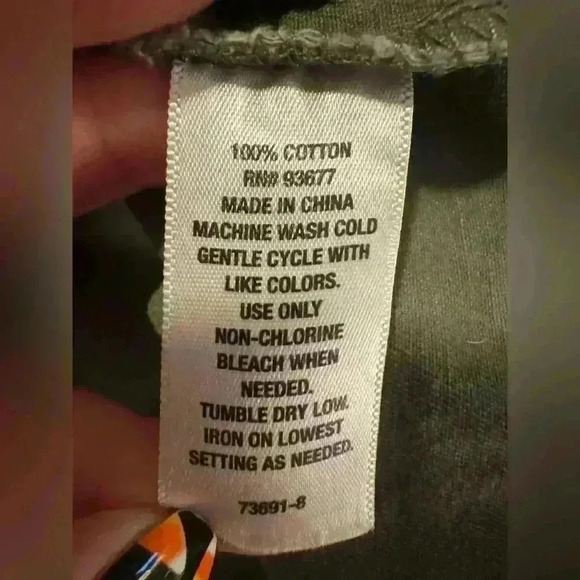 100% COTTON
RN# 93677
MADE IN CHINA
MACHINE WASH COLD
GENTLE CYCLE WITH
LIKE COLORS.
USE ONLY
NON-CHLORINE
BLEACH WHEN
NEEDED.
TUMBLE DRY LOW.
IRON ON LOWEST
SETTING AS NEEDED.
73691-8